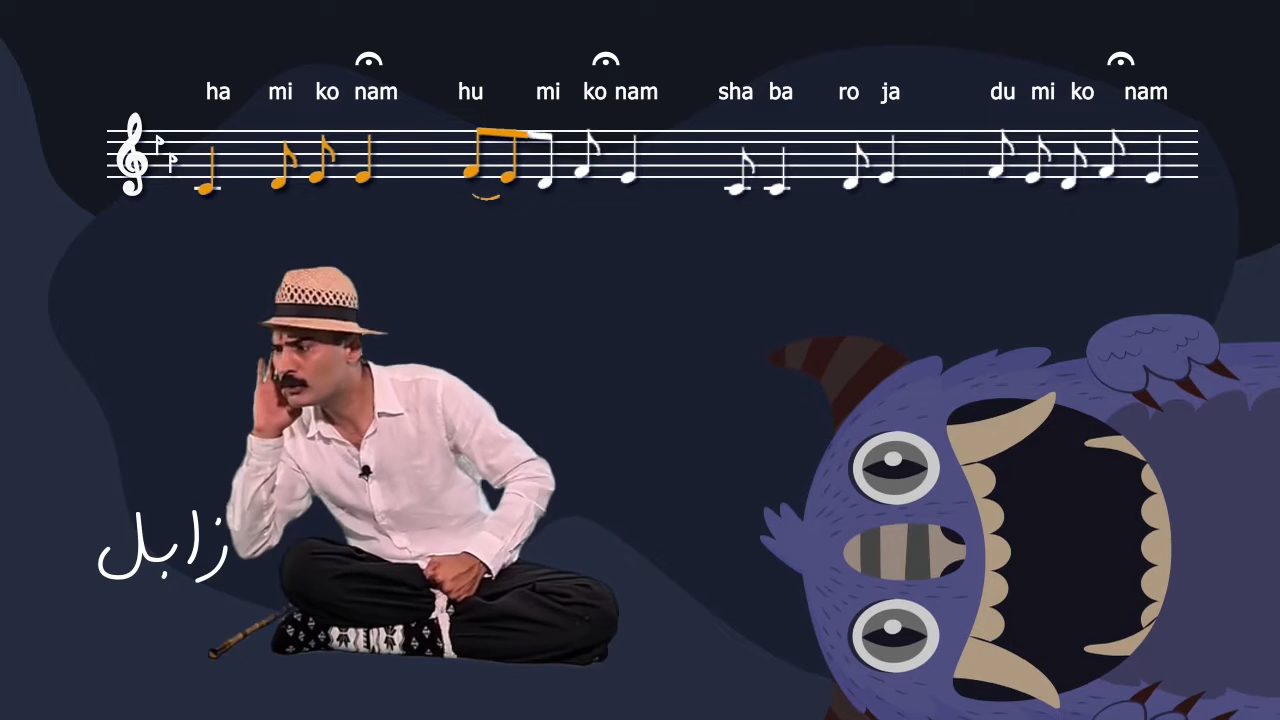 ha mi ko nam hu mi ko nam sha ba ro ja du mi ko nam
زابل